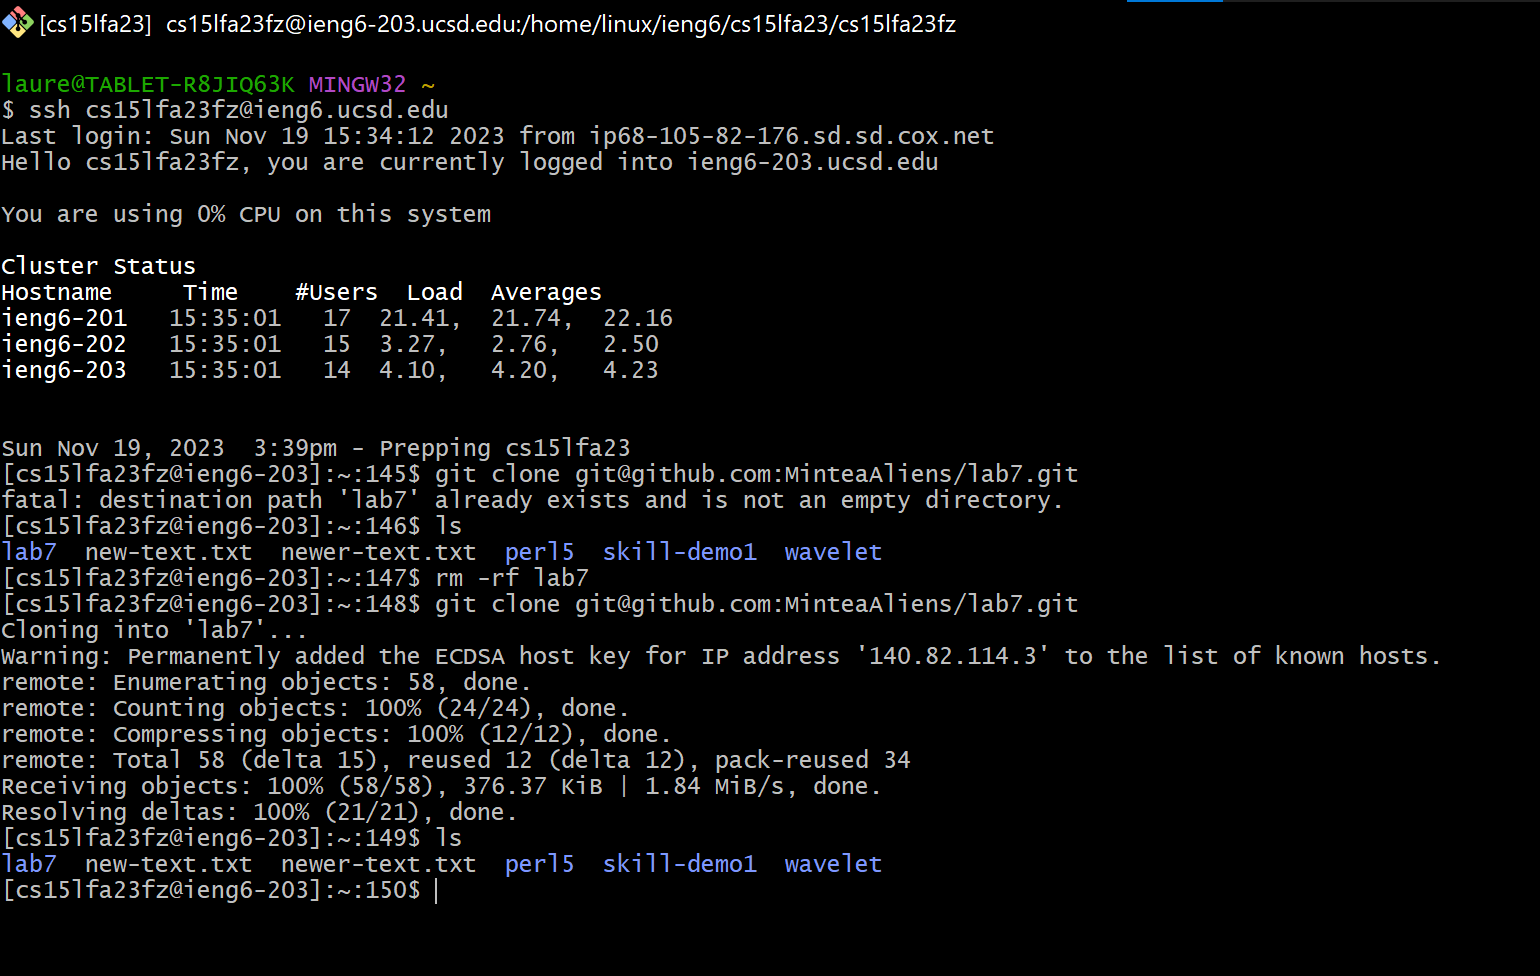 [cs15lfa23] cs15lfa23fz@ieng6-203.ucsd.edu:/home/linux/ieng6/cs15lfa23/cs15lfa23fz
laure@TABLET-R8JIQ63K MINGW32 ~
$ ssh cs15lfa23fz@ieng6.ucsd.edu
Last login: Sun Nov 19 15:34:12 2023 from ip68-105-82-176.sd.sd.cox.net
Hello cs15lfa23fz, you are currently logged into ieng6-203.ucsd.edu
You are using 0% CPU on this system
Cluster Status
Hostname     Time    #Users  Load  Averages
ieng6-201   15:35:01   17  21.41,  21.74,  22.16
ieng6-202   15:35:01   15  3.27,   2.76,   2.50
ieng6-203   15:35:01   14  4.10,   4.20,   4.23
Sun Nov 19, 2023  3:39pm - Prepping cs15lfa23
[cs15lfa23fz@ieng6-203]:~:145$ git clone git@github.com:MinteaAliens/lab7.git
fatal: destination path 'lab7' already exists and is not an empty directory.
[cs15lfa23fz@ieng6-203]:~:146$ ls
lab7  new-text.txt  newer-text.txt  perl5  skill-demo1  wavelet
[cs15lfa23fz@ieng6-203]:~:147$ rm -rf lab7
[cs15lfa23fz@ieng6-203]:~:148$ git clone git@github.com:MinteaAliens/lab7.git
Cloning into 'lab7'...
Warning: Permanently added the ECDSA host key for IP address '140.82.114.3' to the list of known hosts.
remote: Enumerating objects: 58, done.
remote: Counting objects: 100% (24/24), done.
remote: Compressing objects: 100% (12/12), done.
remote: Total 58 (delta 15), reused 12 (delta 12), pack-reused 34
Receiving objects: 100% (58/58), 376.37 KiB | 1.84 MiB/s, done.
Resolving deltas: 100% (21/21), done.
[cs15lfa23fz@ieng6-203]:~:149$ ls
lab7  new-text.txt  newer-text.txt  perl5  skill-demo1  wavelet
[cs15lfa23fz@ieng6-203]:~:150$